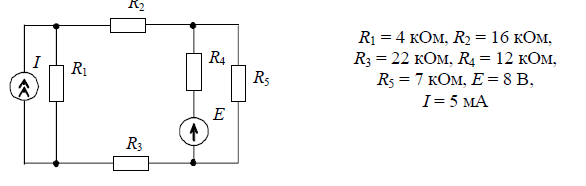 R2
I
R1
R4
R5
E
R3
R1 = 4 кОм, R2 = 16 кОм,
R3 = 22 кОм, R4 = 12 кОм,
R5 = 7 кОм, E = 8 В,
I = 5 мА